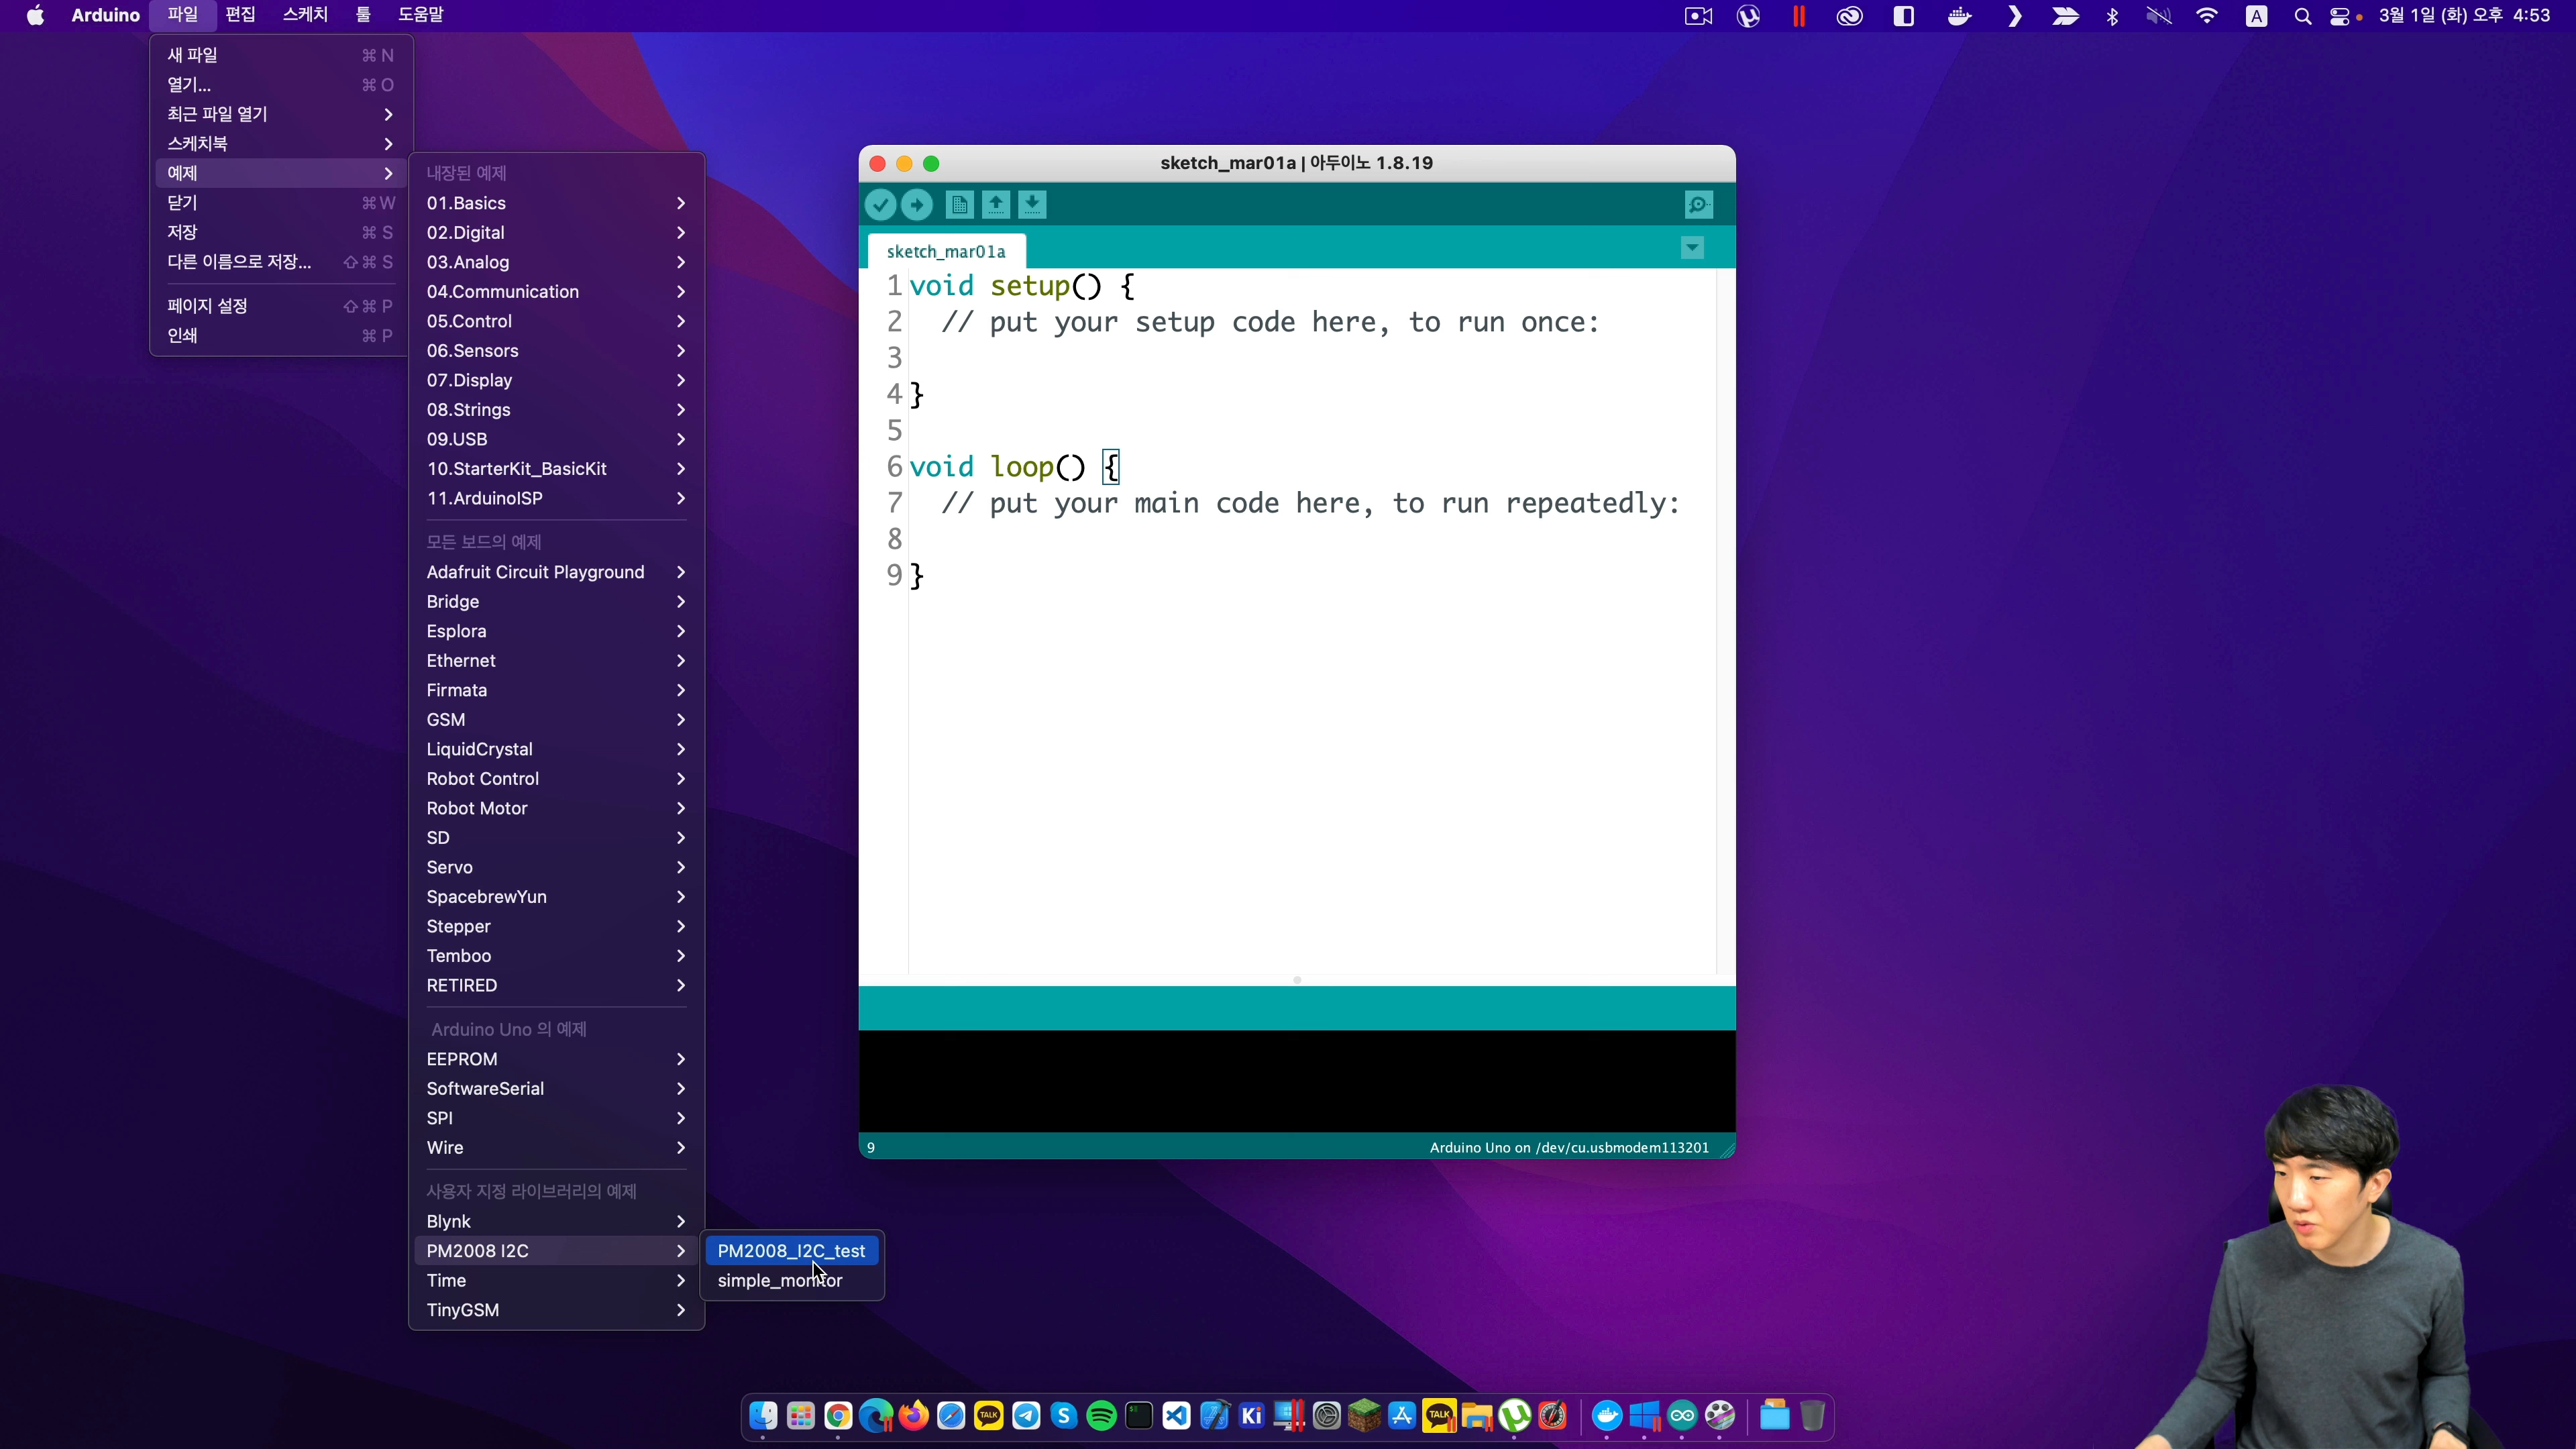 Arduino 파일 편집 스케치 툴 도움말
A 3월 1일 (화) 오후 4:53
새 파일 ⌘ N
열기... ⌘ O
최근 파일 열기
스케치북
예제
닫기 ⌘ W
저장 ⌘ S
다른 이름으로 저장... ⇧ ⌘ S
페이지 설정 ⇧ ⌘ P
인쇄 ⌘ P
내장된 예제
01.Basics
02.Digital
03.Analog
04.Communication
05.Control
06.Sensors
07.Display
08.Strings
09.USB
10.StarterKit_BasicKit
11.ArduinoISP
모든 보드의 예제
Adafruit Circuit Playground
Bridge
Esplora
Ethernet
Firmata
GSM
LiquidCrystal
Robot Control
Robot Motor
SD
Servo
SpacebrewYun
Stepper
Temboo
RETIRED
Arduino Uno 의 예제
EEPROM
SoftwareSerial
SPI
Wire
사용자 지정 라이브러리의 예제
Blynk
PM2008 I2C
Time
TinyGSM
PM2008_I2C_test
simple_monitor
sketch_mar01a | 아두이노 1.8.19
sketch_mar01a
1 void setup() {
2 // put your setup code here, to run once:
3
4 }
5
6 void loop() {
7 // put your main code here, to run repeatedly:
8
9 }
9 Arduino Uno on /dev/cu.usbmodem113201
TALK
Ki
TALK